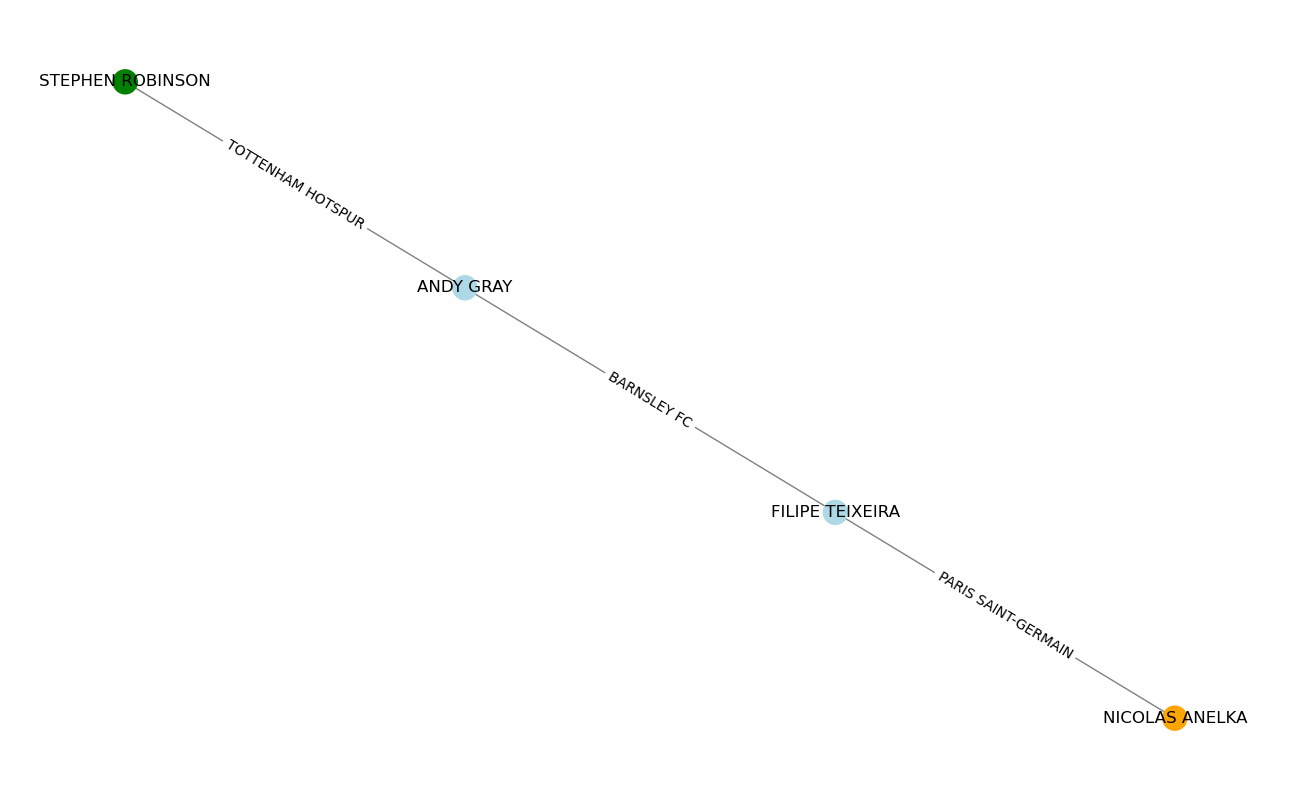 STEPHEN ROBINSON
TOTTENHAM HOTSPUR
ANDY GRAY
BARNSLEY FC
FILIPE TEIXEIRA
PARIS SAINT-GERMAIN
NICOLAS ANELKA